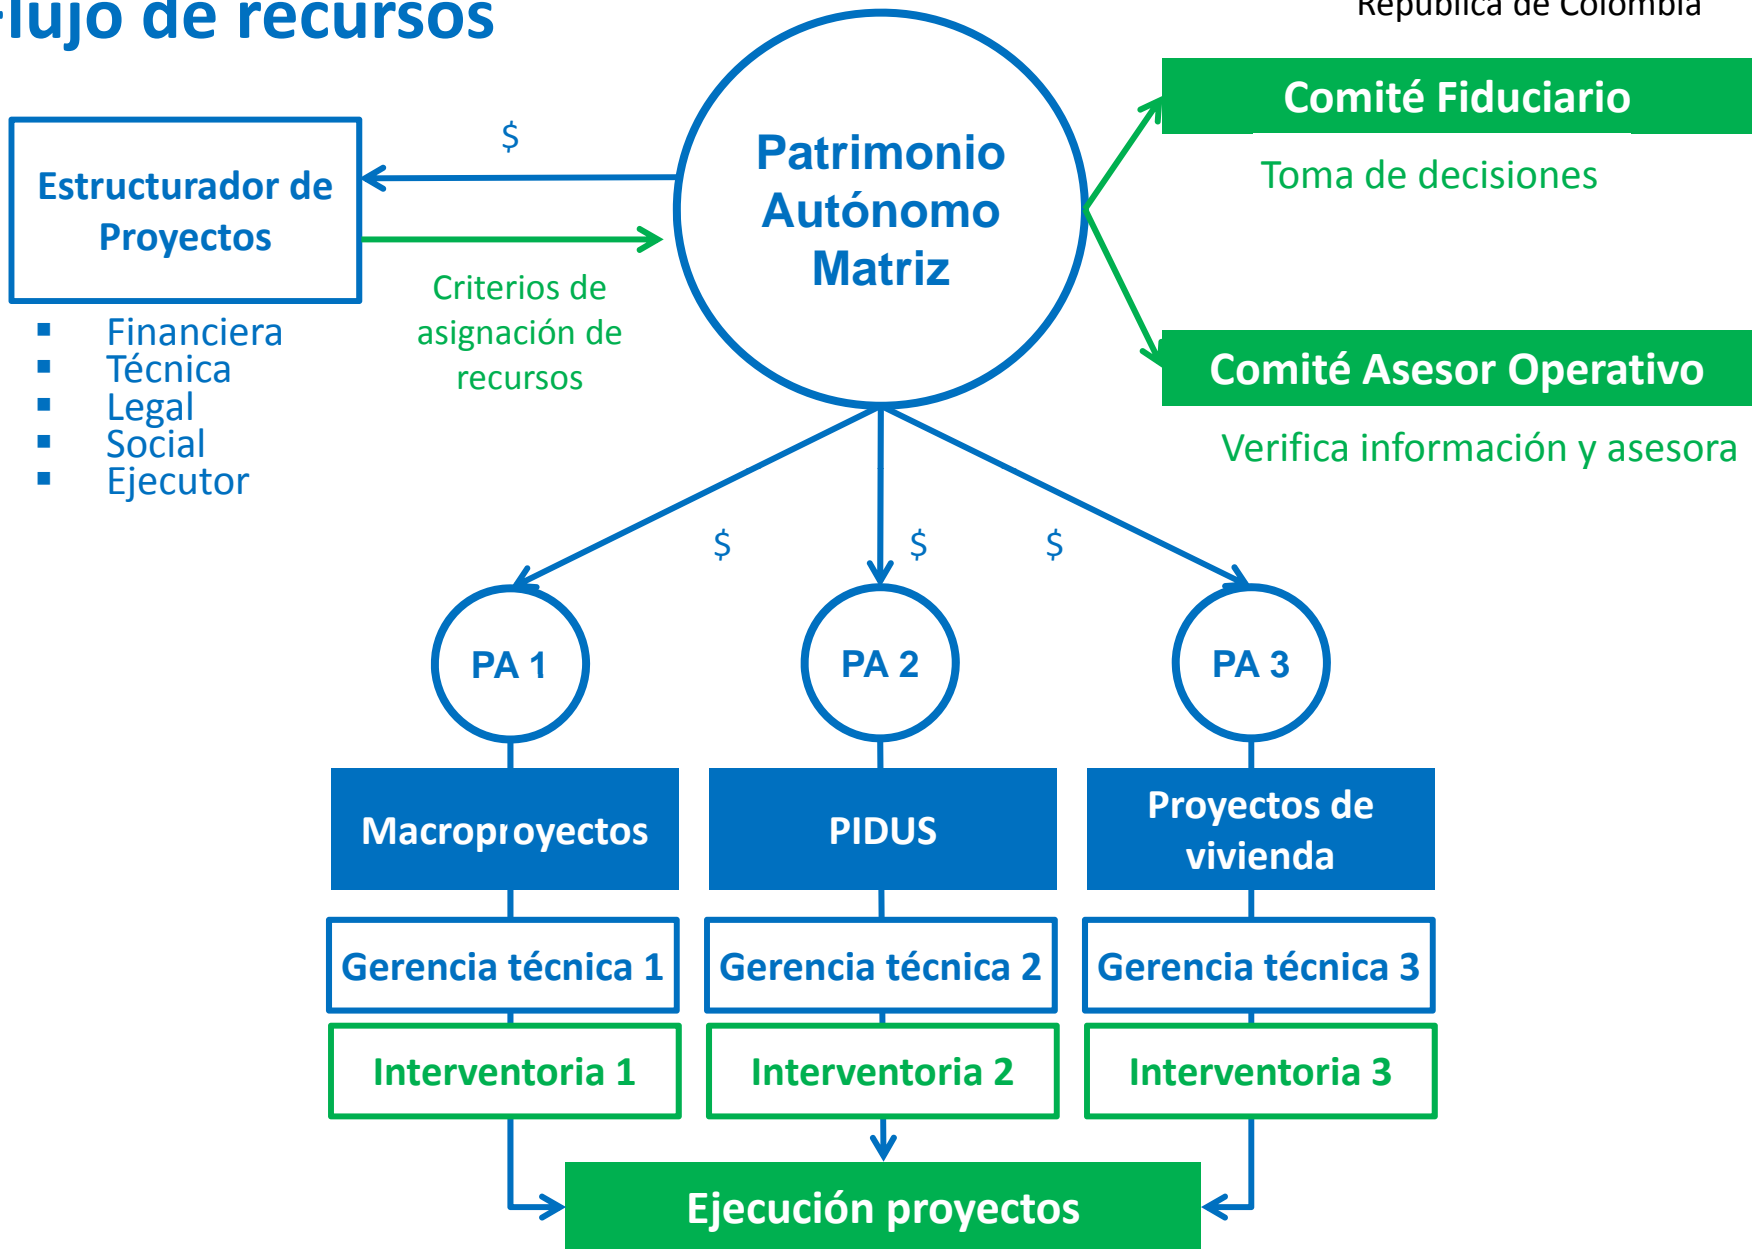 Flujo de recursos
República de Colombia
Estructurador de
Proyectos
Financiera
Técnica
Legal
Social
Ejecutor
$
Criterios de
asignación de
recursos
Patrimonio
Autónomo
Matriz
Comité Fiduciario
Toma de decisiones
Comité Asesor Operativo
Verifica información y asesora
$ $ $
PA 1
PA 2
PA 3
Macroproyectos
PIDUS
Proyectos de
vivienda
Gerencia técnica 1
Gerencia técnica 2
Gerencia técnica 3
Interventoria 1
Interventoria 2
Interventoria 3
Ejecución proyectos